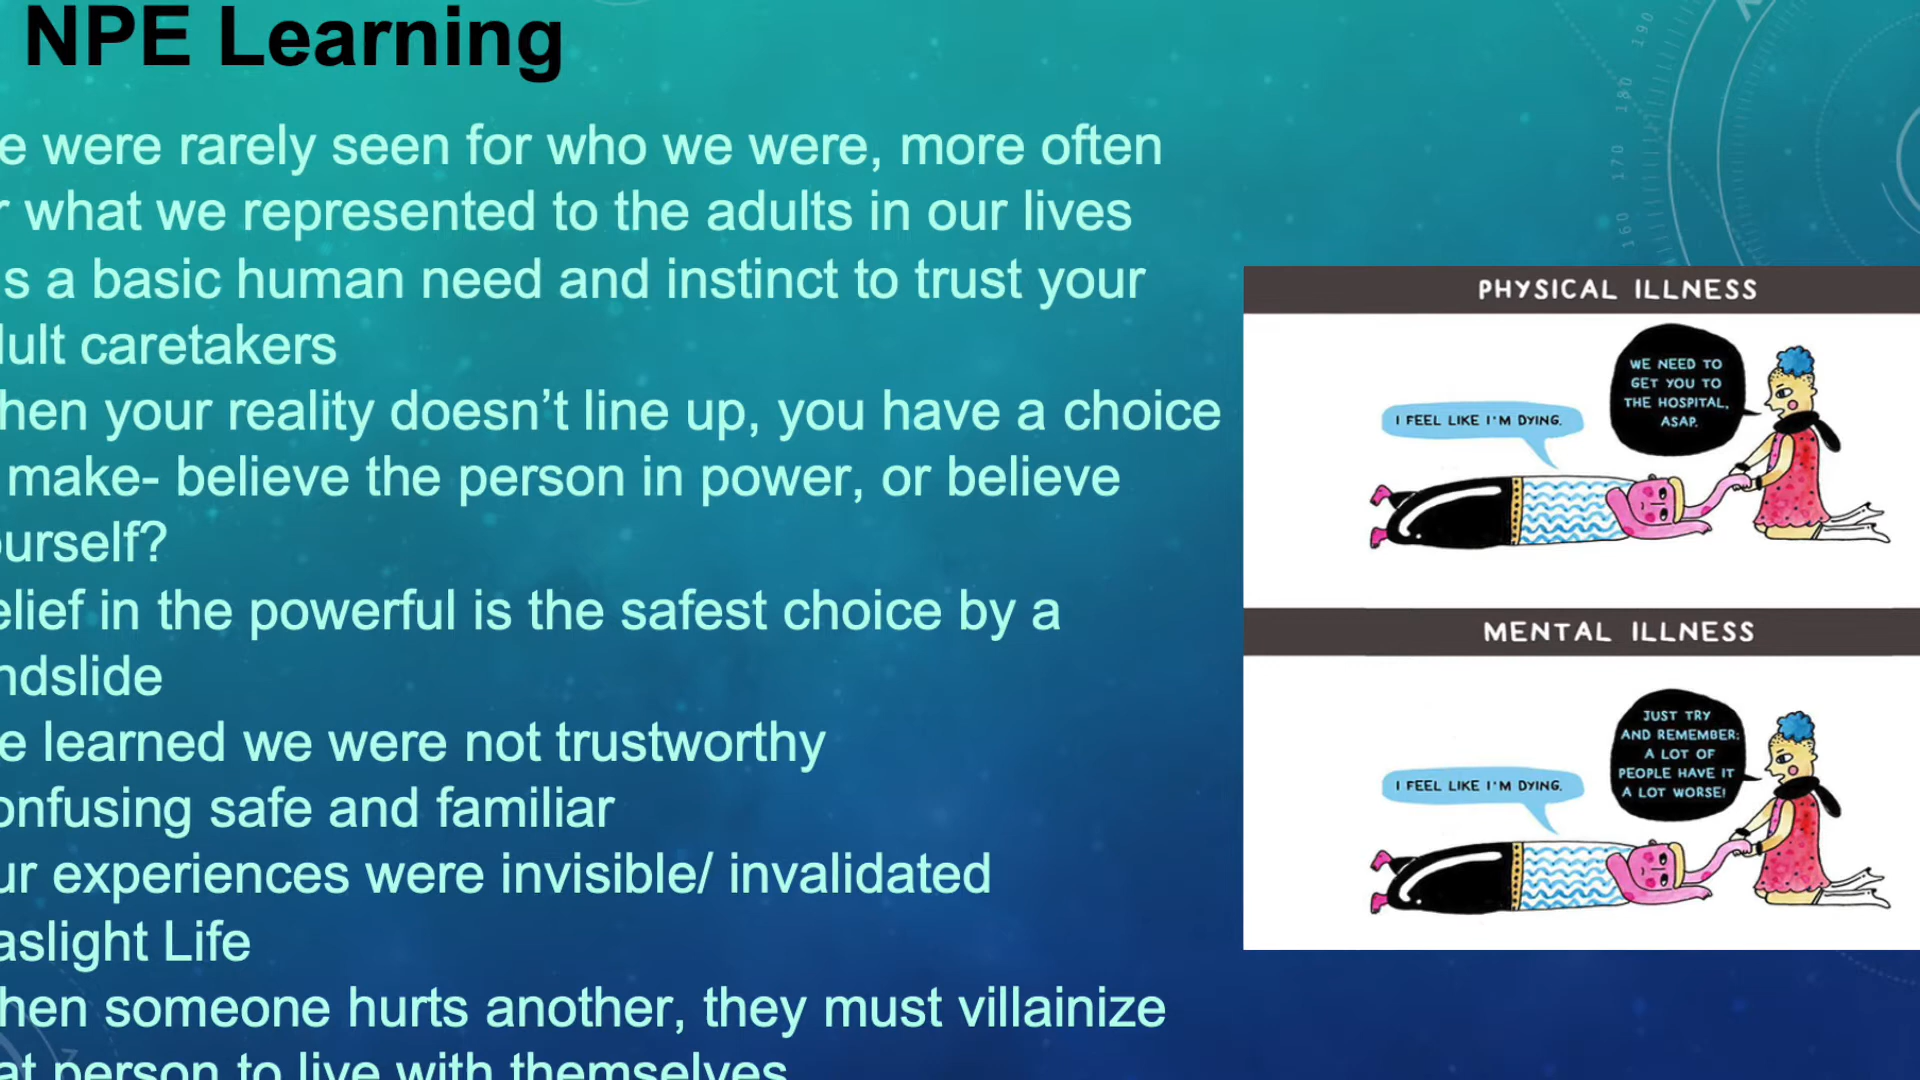 NPE Learning
e were rarely seen for who we were, more often
r what we represented to the adults in our lives
s a basic human need and instinct to trust your
dult caretakers
hen your reality doesn’t line up, you have a choice
make- believe the person in power, or believe
ourself?
elief in the powerful is the safest choice by a
ndslide
e learned we were not trustworthy
onfusing safe and familiar
ur experiences were invisible/ invalidated
aslight Life
hen someone hurts another, they must villainize
at person to live with themselves
PHYSICAL ILLNESS
I FEEL LIKE I'M DYING.
WE NEED TO
GET YOU TO
THE HOSPITAL,
ASAP.
MENTAL ILLNESS
I FEEL LIKE I'M DYING.
JUST TRY
AND REMEMBER;
A LOT OF
PEOPLE HAVE IT
A LOT WORSE!
190
180
170
160